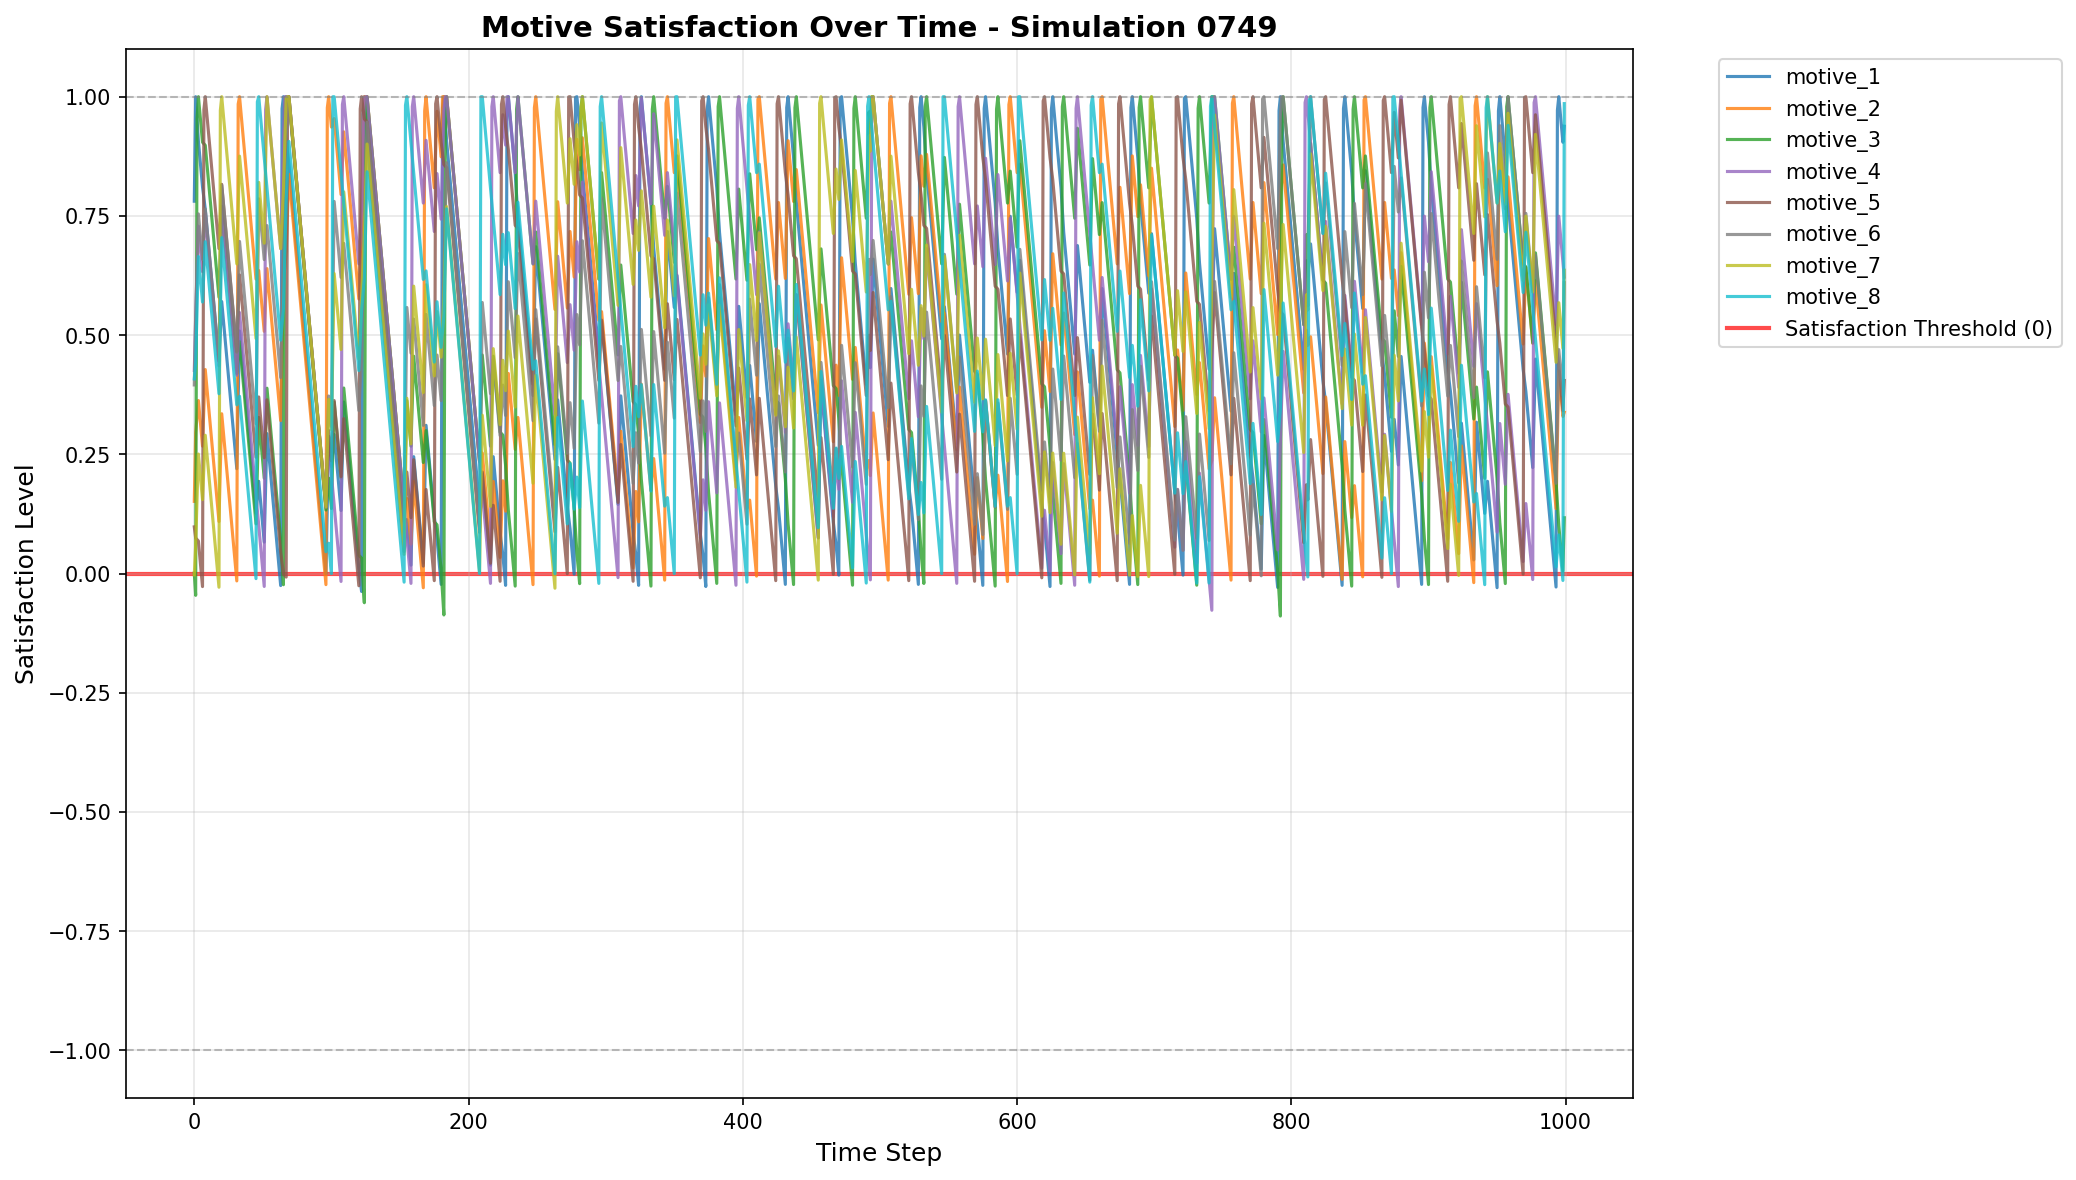 Motive Satisfaction Over Time - Simulation 0749
motive_1
motive_2
motive_3
motive_4
motive_5
motive_6
motive_7
motive_8
Satisfaction Threshold (0)
Satisfaction Level
1.00
0.75
0.50
0.25
0.00
−0.25
−0.50
−0.75
−1.00
0 200 400 600 800 1000
Time Step